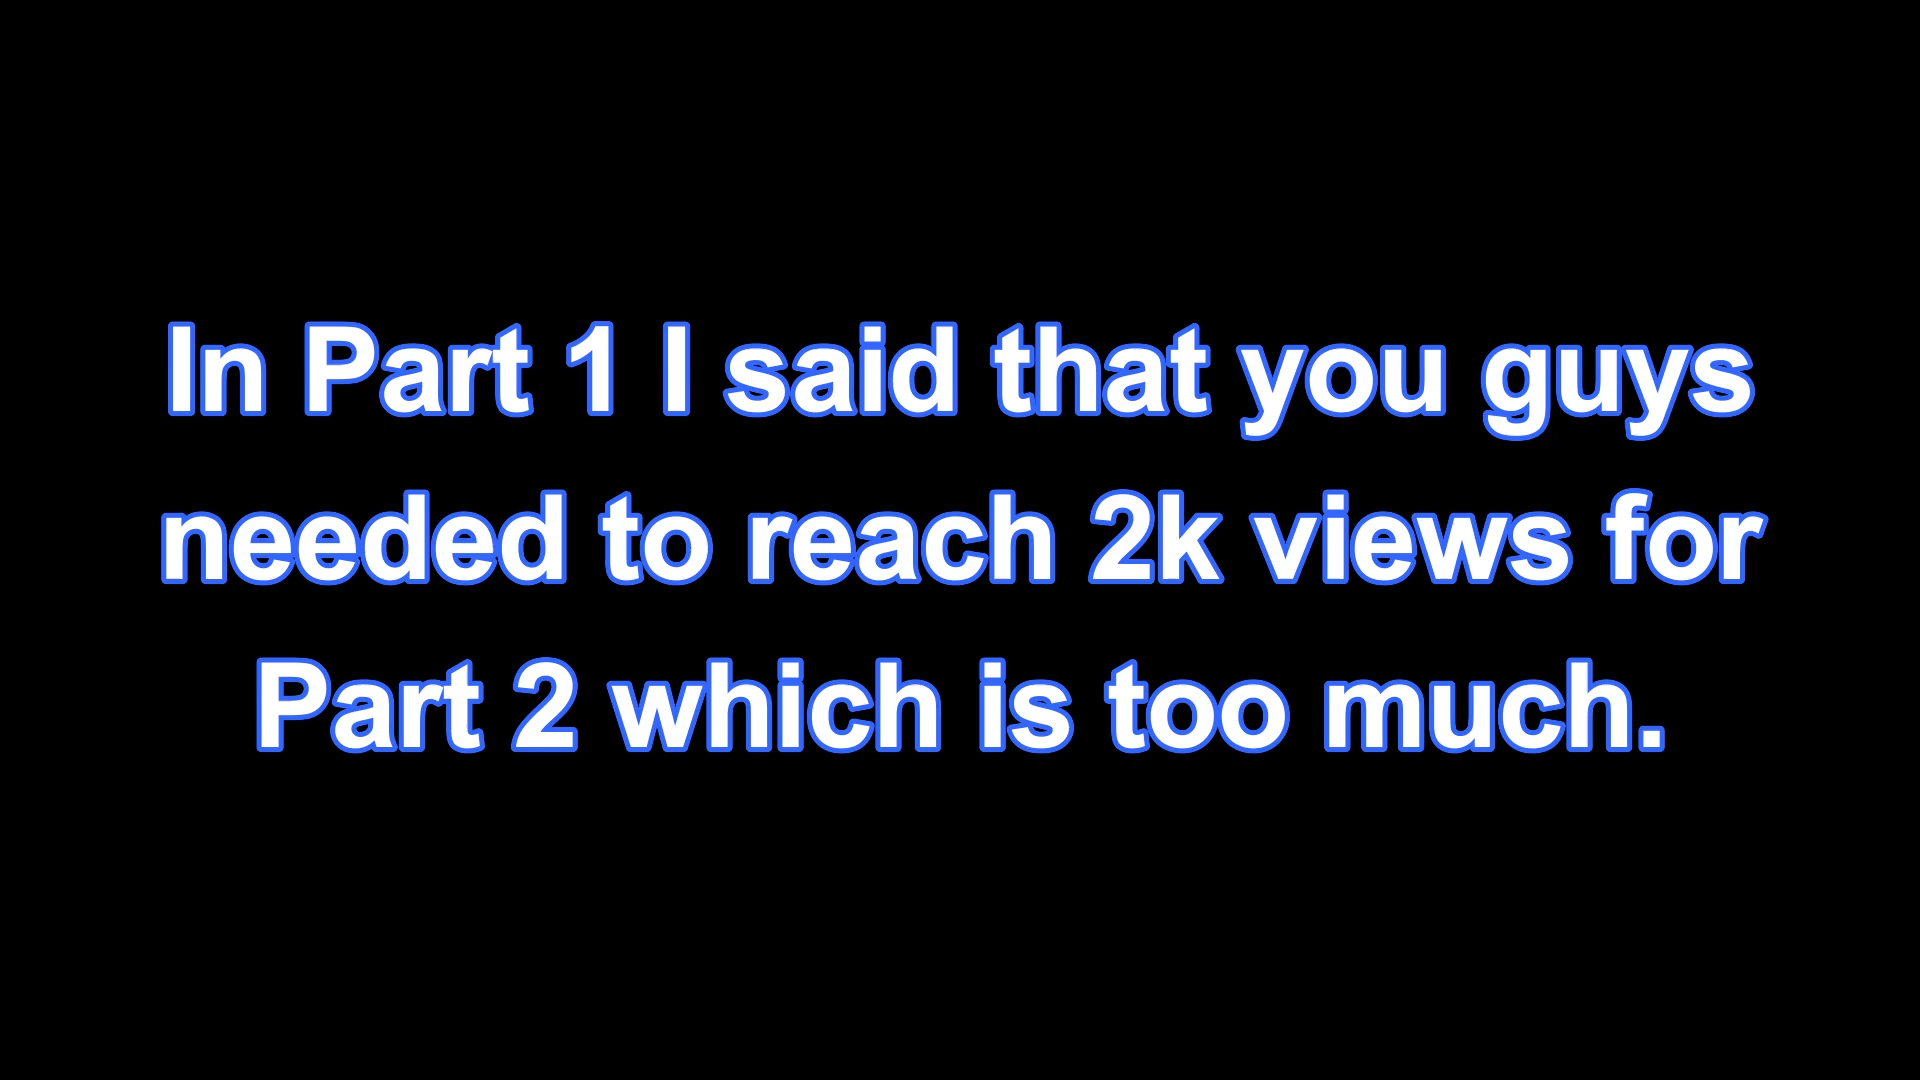 In Part 1 I said that you guys
needed to reach 2k views for
Part 2 which is too much.